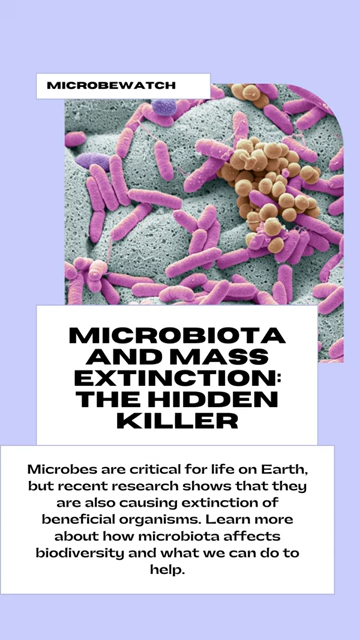 MICROBEWATCH
MICROBIOTA
AND MASS
EXTINCTION:
THE HIDDEN
KILLER
Microbes are critical for life on Earth,
but recent research shows that they
are also causing extinction of
beneficial organisms. Learn more
about how microbiota affects
biodiversity and what we can do to
help.